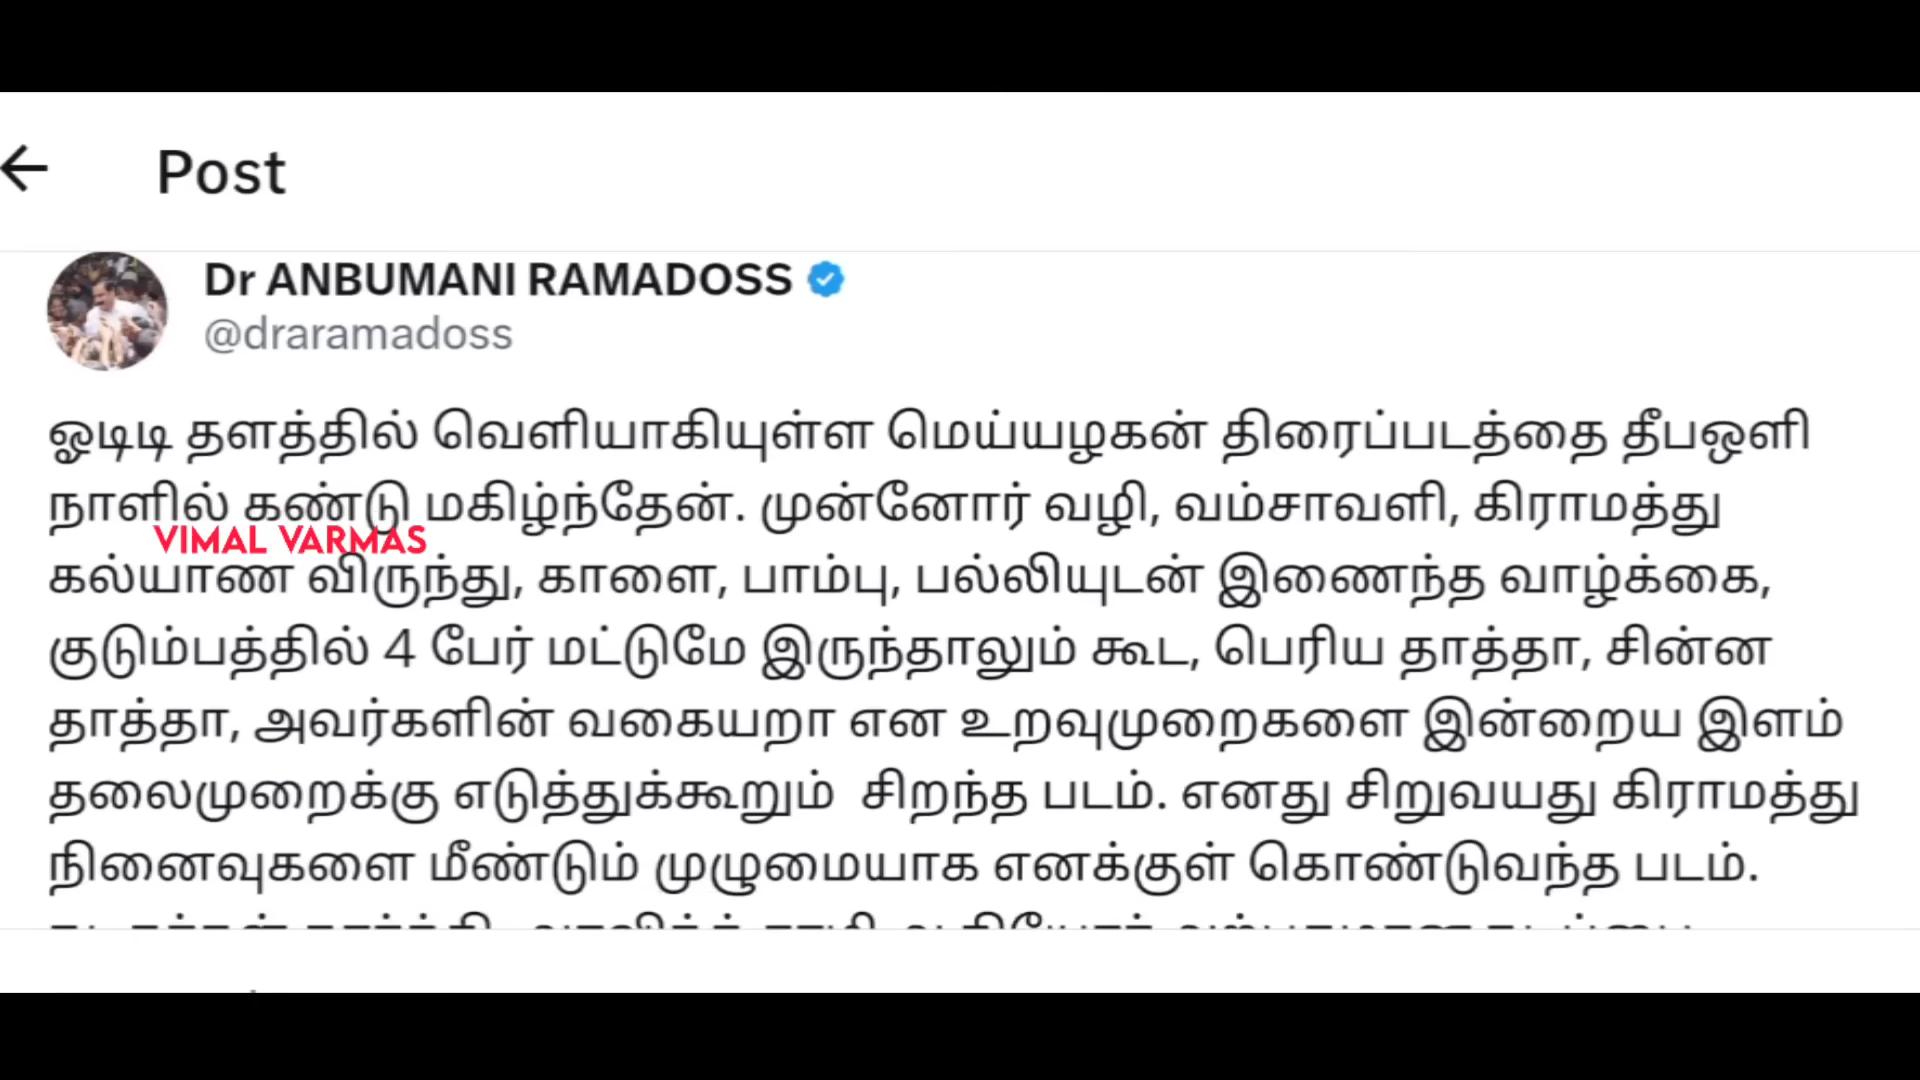 Post
Dr ANBUMANI RAMADOSS
@draramadoss
ஓடிடி தளத்தில் வெளியாகியுள்ள மெய்யழகன் திரைப்படத்தை தீபஒளி
நாளில் கண்டு மகிழ்ந்தேன். முன்னோர் வழி, வம்சாவளி, கிராமத்து
VIMAL VARMAS
கல்யாண விருந்து, காளை, பாம்பு, பல்லியுடன் இணைந்த வாழ்க்கை,
குடும்பத்தில் 4 பேர் மட்டுமே இருந்தாலும் கூட, பெரிய தாத்தா, சின்ன
தாத்தா, அவர்களின் வகையறா என உறவுமுறைகளை இன்றைய இளம்
தலைமுறைக்கு எடுத்துக்கூறும்  சிறந்த படம். எனது சிறுவயது கிராமத்து
நினைவுகளை மீண்டும் முழுமையாக எனக்குள் கொண்டுவந்த படம்.